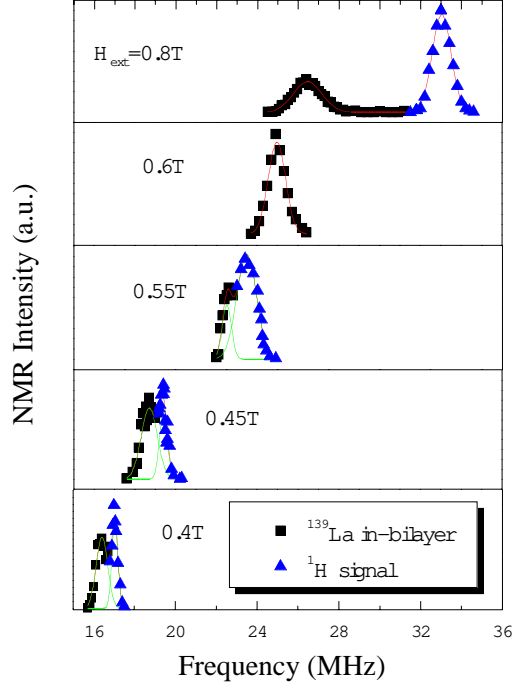 H_ext=0.8T
0.6T
0.55T
0.45T
0.4T
¹³⁹La in-bilayer
¹H signal
NMR Intensity (a.u.)
16 20 24 28 32 36
Frequency (MHz)